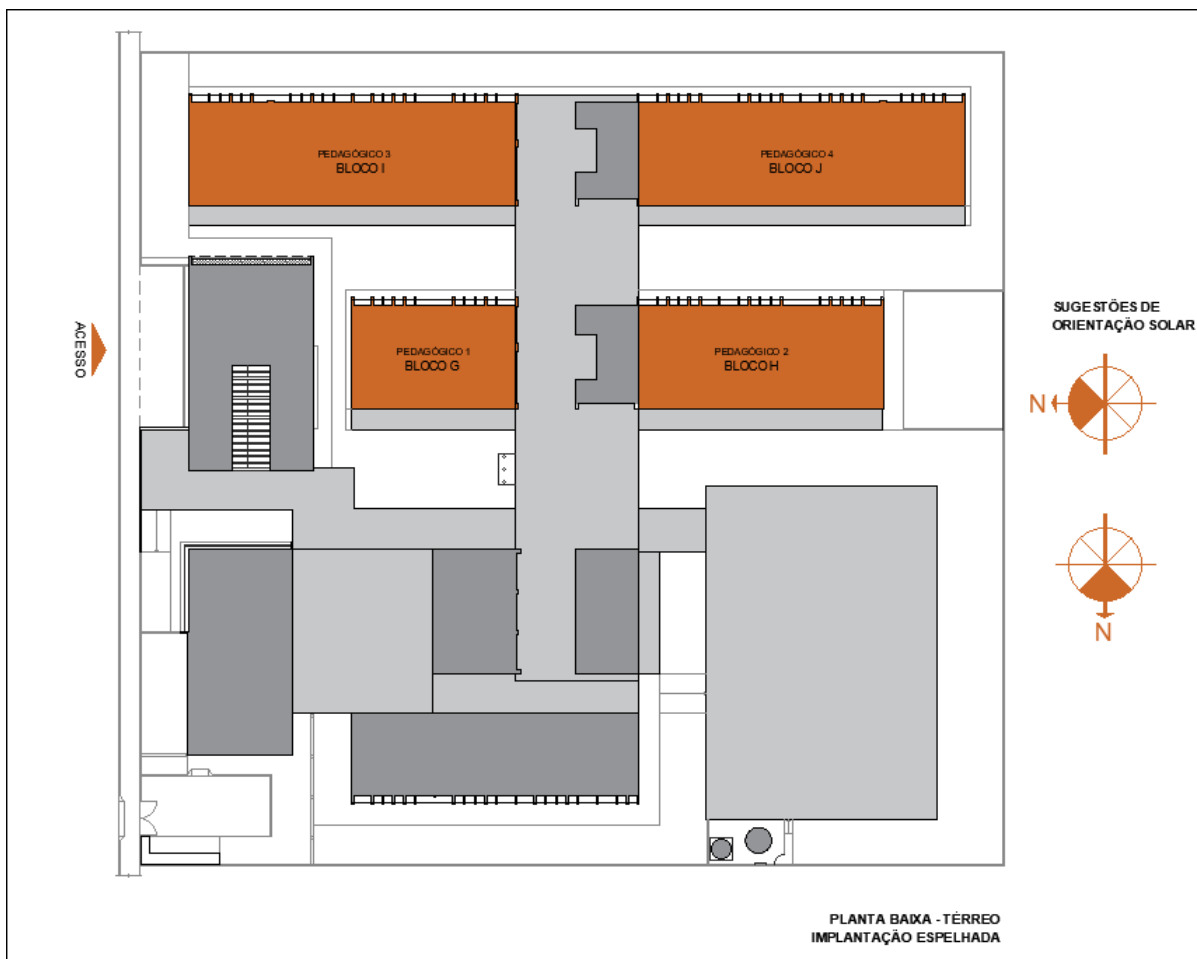 PEDAGÓGICO 3
BLOCO I
PEDAGÓGICO 4
BLOCO J
ACESSO
PEDAGÓGICO 1
BLOCO G
PEDAGÓGICO 2
BLOCO H
SUGESTÕES DE
ORIENTAÇÃO SOLAR
N
N
PLANTA BAIXA - TÉRREO
IMPLANTAÇÃO ESPELHADA